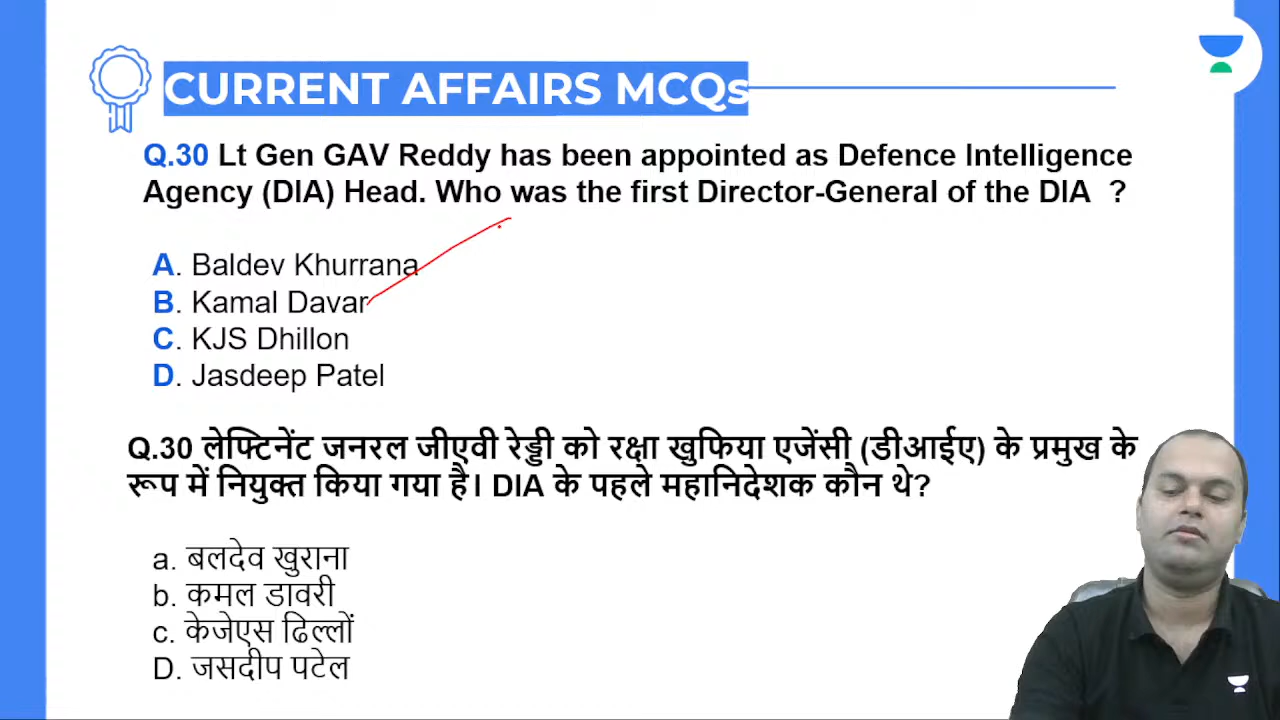 CURRENT AFFAIRS MCQs
Q.30 Lt Gen GAV Reddy has been appointed as Defence Intelligence
Agency (DIA) Head. Who was the first Director-General of the DIA ?
A. Baldev Khurrana
B. Kamal Davar
C. KJS Dhillon
D. Jasdeep Patel
Q.30 लेफ्टिनेंट जनरल जीएवी रेड्डी को रक्षा खुफिया एजेंसी (डीआईए) के प्रमुख के
रूप में नियुक्त किया गया है। DIA के पहले महानिदेशक कौन थे?
a. बलदेव खुराना
b. कमल डावरी
c. केजेएस ढिल्लों
D. जसदीप पटेल